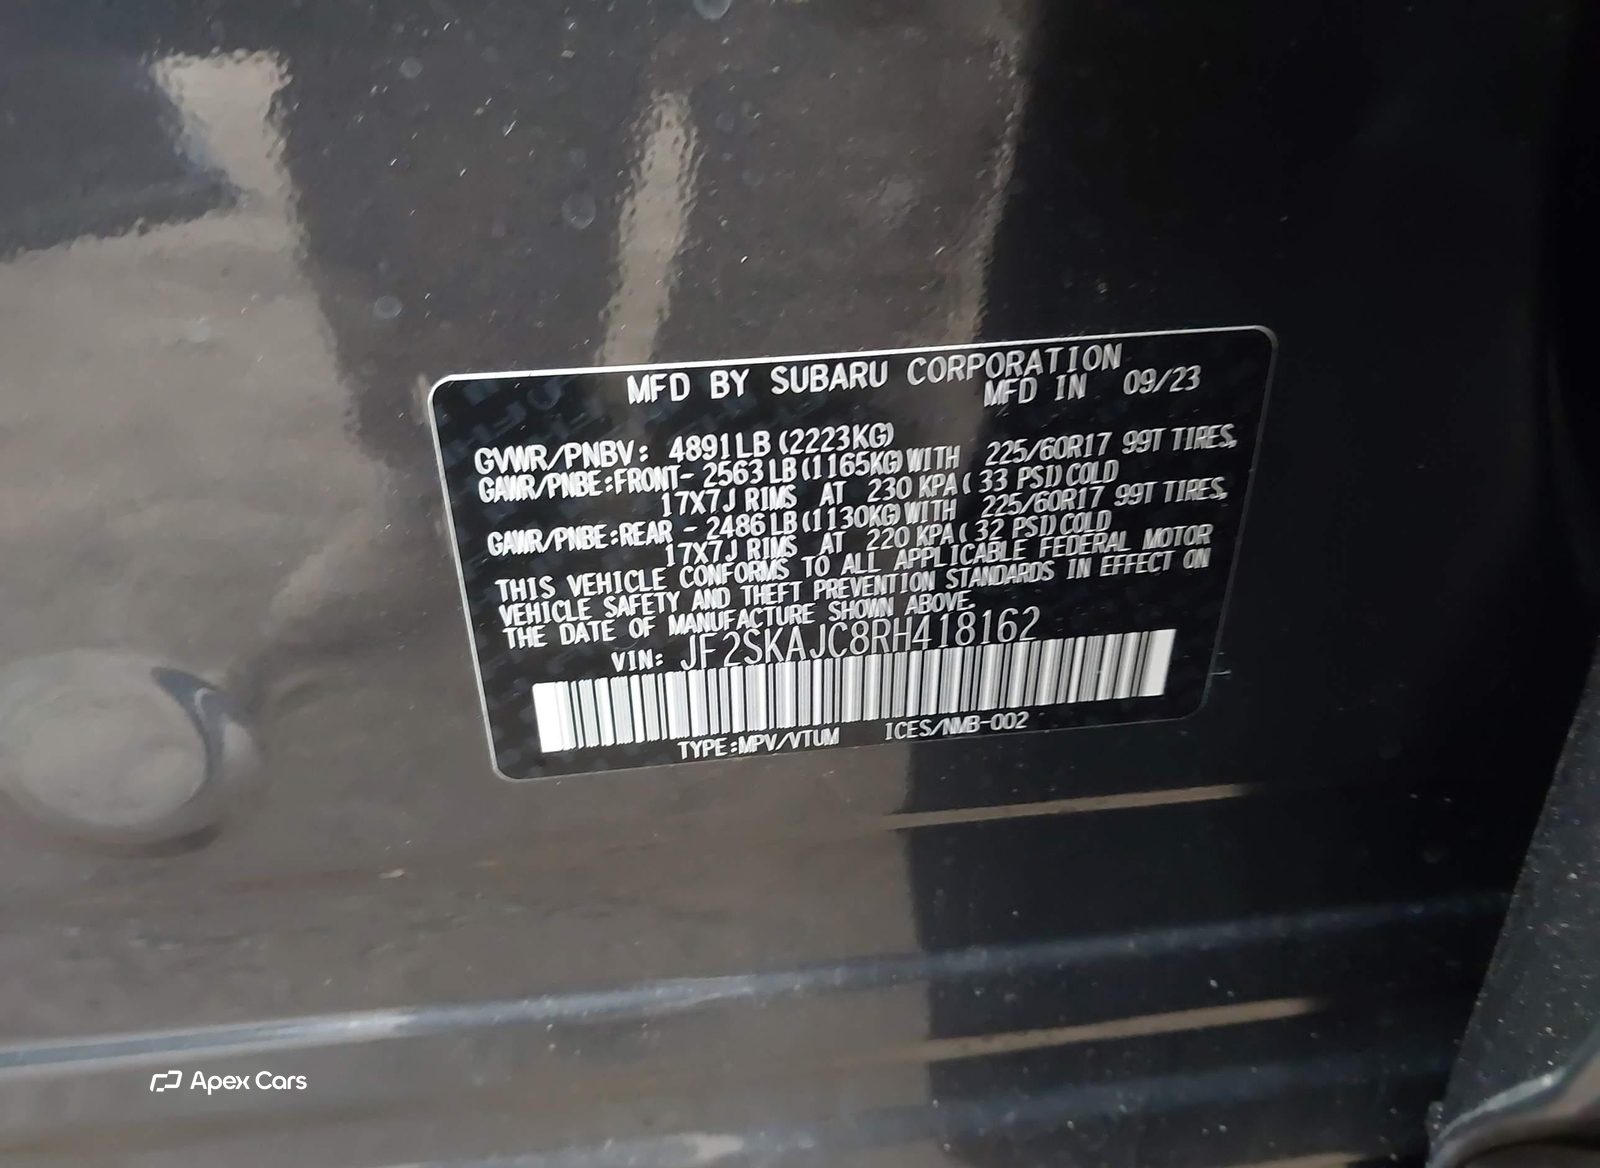 MFD BY SUBARU CORPORATION
MFD IN 09/23
GVWR/PNBV: 4891LB(2223KG)
GAWR/PNBE:FRONT- 2563LB(1165KG)WITH 225/60R17 99T TIRES,
17X7J RIMS AT 230 KPA( 33 PSI)COLD
GAWR/PNBE:REAR - 2486LB(1130KG)WITH 225/60R17 99T TIRES,
17X7J RIMS AT 220 KPA( 32 PSI)COLD
THIS VEHICLE CONFORMS TO ALL APPLICABLE FEDERAL MOTOR
VEHICLE SAFETY AND THEFT PREVENTION STANDARDS IN EFFECT ON
THE DATE OF MANUFACTURE SHOWN ABOVE.
VIN: JF2SKAJC8RH418162
TYPE:MPV/VTUM ICES/NMB-002
Apex Cars